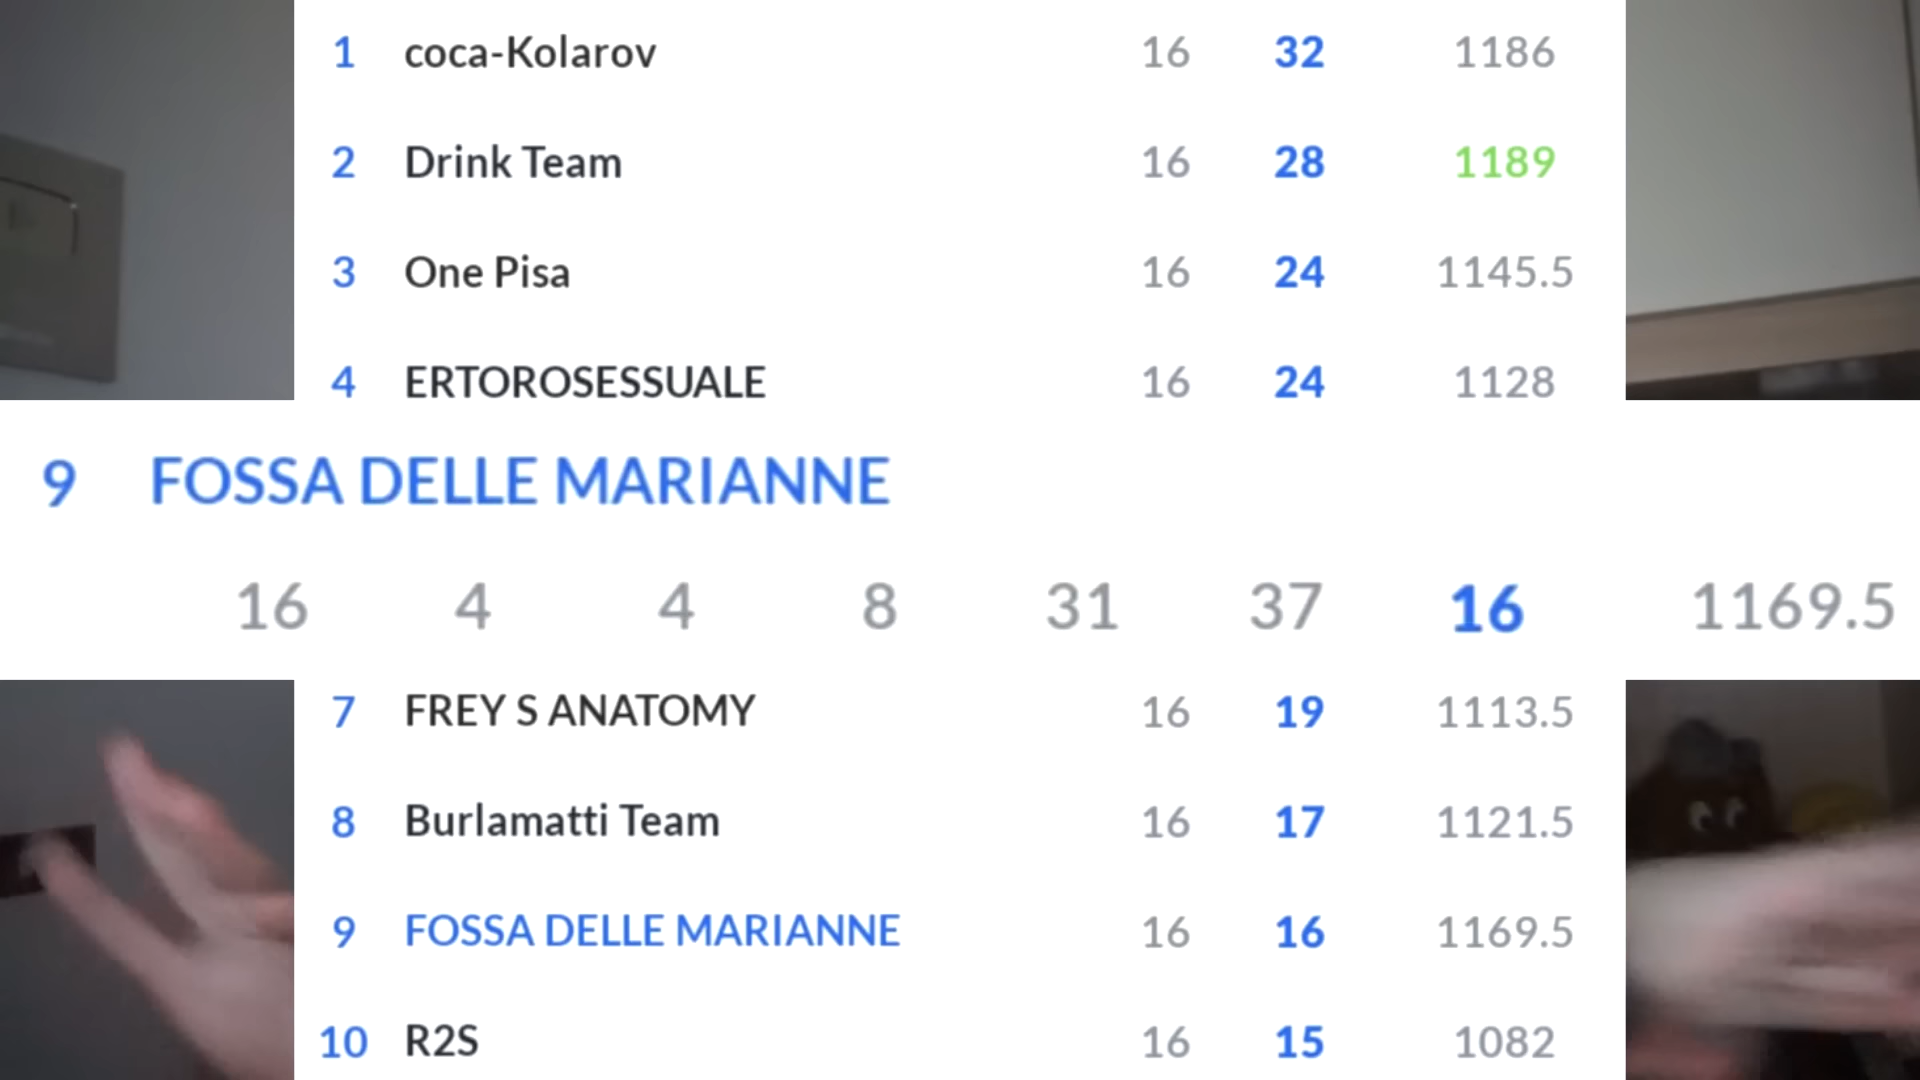 1 coca-Kolarov 16 32 1186
2 Drink Team 16 28 1189
3 One Pisa 16 24 1145.5
4 ERTOROSESSUALE 16 24 1128
9 FOSSA DELLE MARIANNE
16 4 4 8 31 37 16 1169.5
7 FREY S ANATOMY 16 19 1113.5
8 Burlamatti Team 16 17 1121.5
9 FOSSA DELLE MARIANNE 16 16 1169.5
10 R2S 16 15 1082